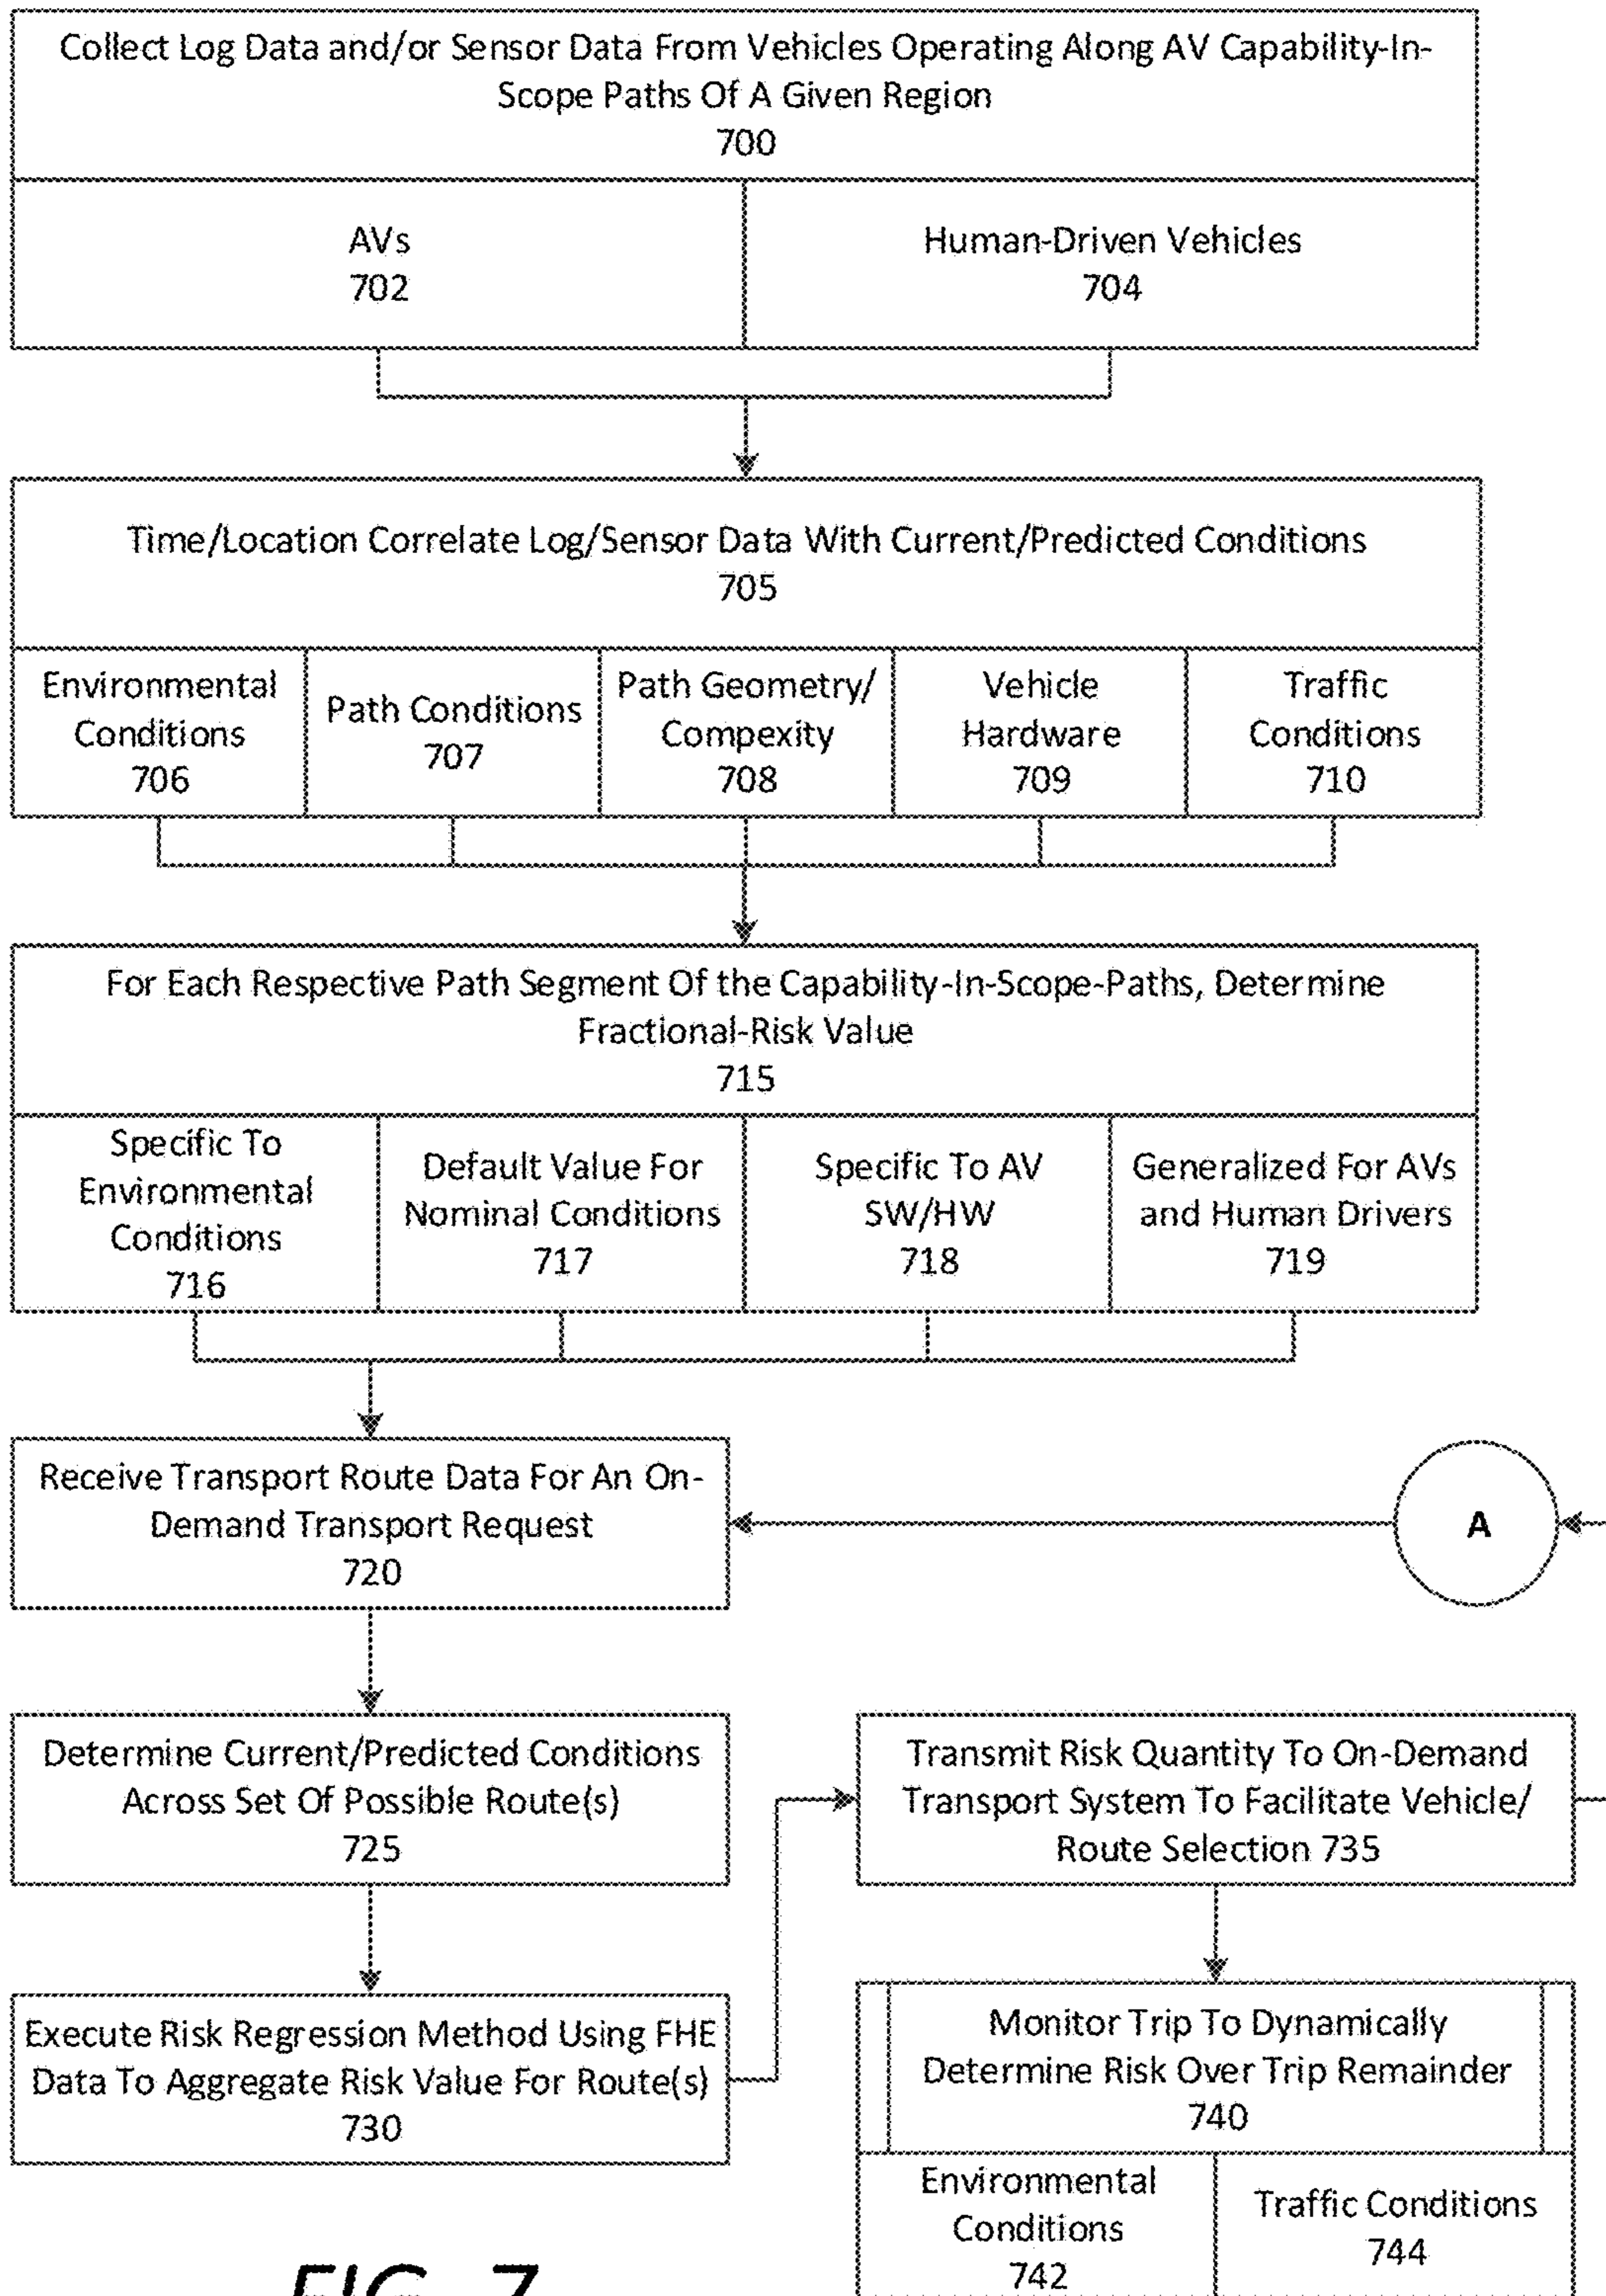 Collect Log Data and/or Sensor Data From Vehicles Operating Along AV Capability-In-
Scope Paths Of A Given Region
700
AVs
702
Human-Driven Vehicles
704
Time/Location Correlate Log/Sensor Data With Current/Predicted Conditions
705
Environmental
Conditions
706
Path Conditions
707
Path Geometry/
Compexity
708
Vehicle
Hardware
709
Traffic
Conditions
710
For Each Respective Path Segment Of the Capability-In-Scope-Paths, Determine
Fractional-Risk Value
715
Specific To
Environmental
Conditions
716
Default Value For
Nominal Conditions
717
Specific To AV
SW/HW
718
Generalized For AVs
and Human Drivers
719
Receive Transport Route Data For An On-
Demand Transport Request
720
A
Determine Current/Predicted Conditions
Across Set Of Possible Route(s)
725
Transmit Risk Quantity To On-Demand
Transport System To Facilitate Vehicle/
Route Selection 735
Execute Risk Regression Method Using FHE
Data To Aggregate Risk Value For Route(s)
730
Monitor Trip To Dynamically
Determine Risk Over Trip Remainder
740
Environmental
Conditions
742
Traffic Conditions
744
FIG. 7